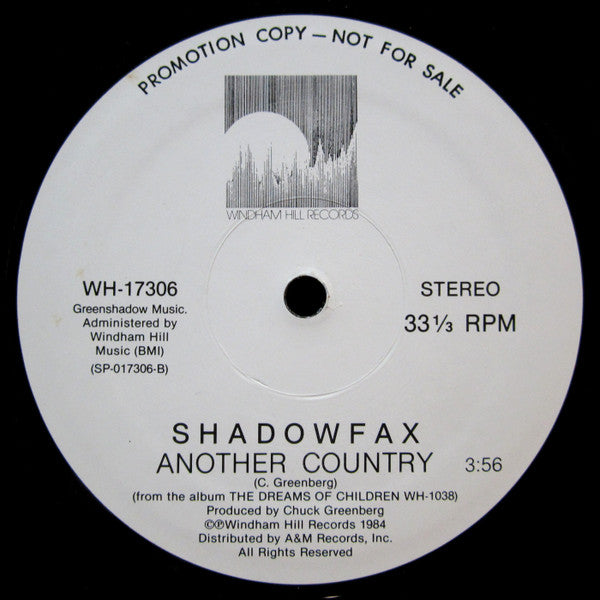 PROMOTION COPY — NOT FOR SALE
WINDHAM HILL RECORDS
WH-17306
Greenshadow Music.
Administered by
Windham Hill
Music (BMI)
(SP-017306-B)
STEREO
33 1/3 RPM
SHADOWFAX
ANOTHER COUNTRY 3:56
(C. Greenberg)
(from the album THE DREAMS OF CHILDREN WH-1038)
Produced by Chuck Greenberg
©℗Windham Hill Records 1984
Distributed by A&M Records, Inc.
All Rights Reserved